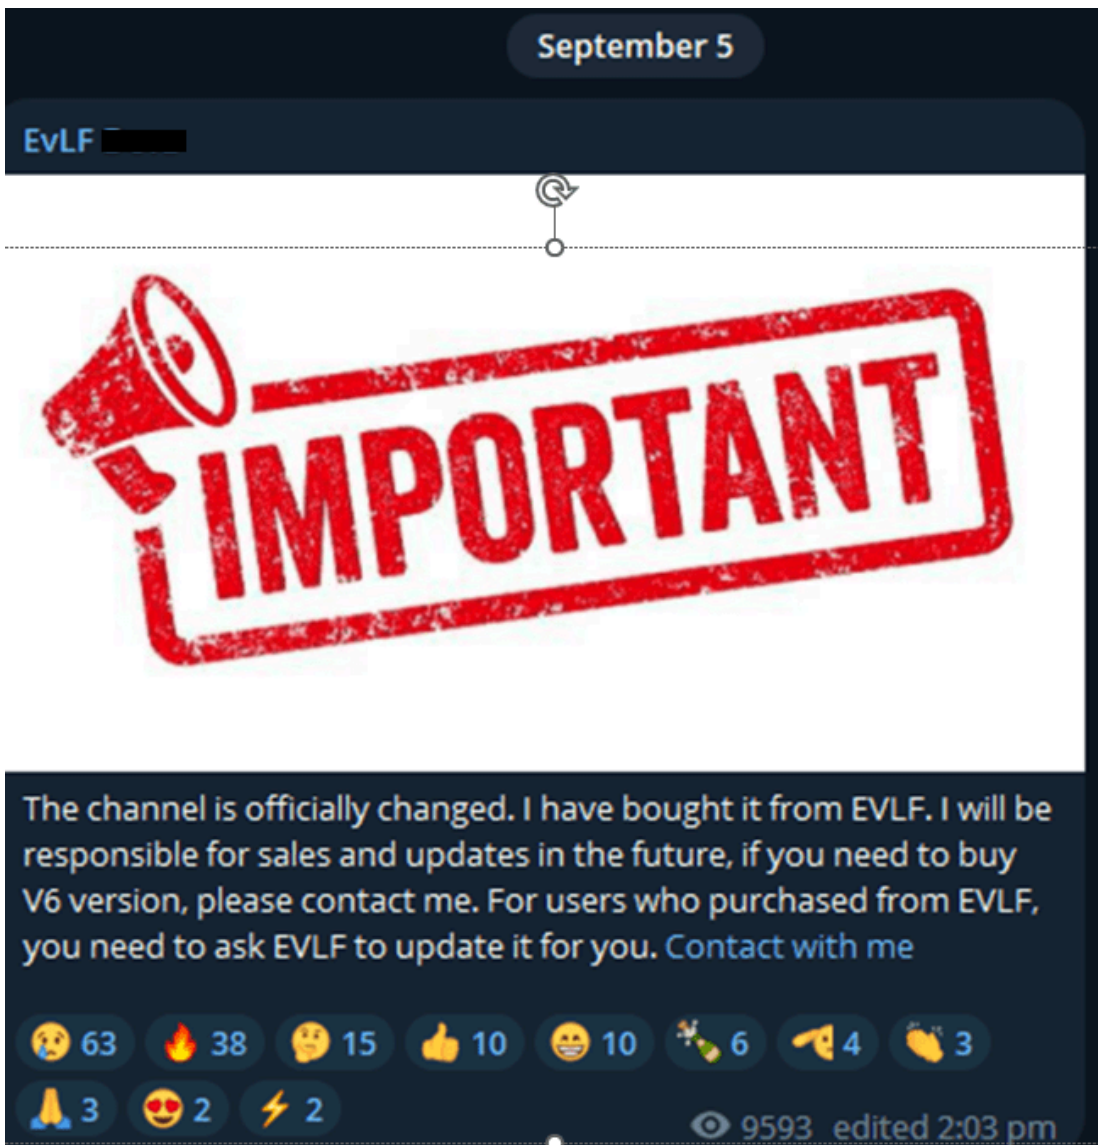 September 5
EvLF
IMPORTANT
The channel is officially changed. I have bought it from EVLF. I will be
responsible for sales and updates in the future, if you need to buy
V6 version, please contact me. For users who purchased from EVLF,
you need to ask EVLF to update it for you. Contact with me
63 38 15 10 10 6 4 3
3 2 2
9593 edited 2:03 pm